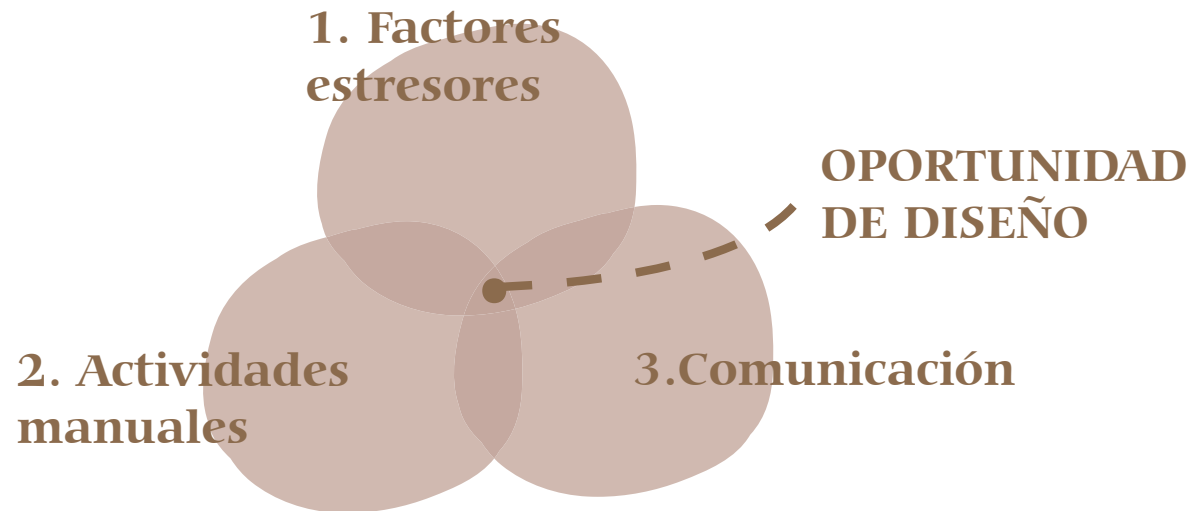 1. Factores
estresores
OPORTUNIDAD
DE DISEÑO
2. Actividades
manuales
3.Comunicación